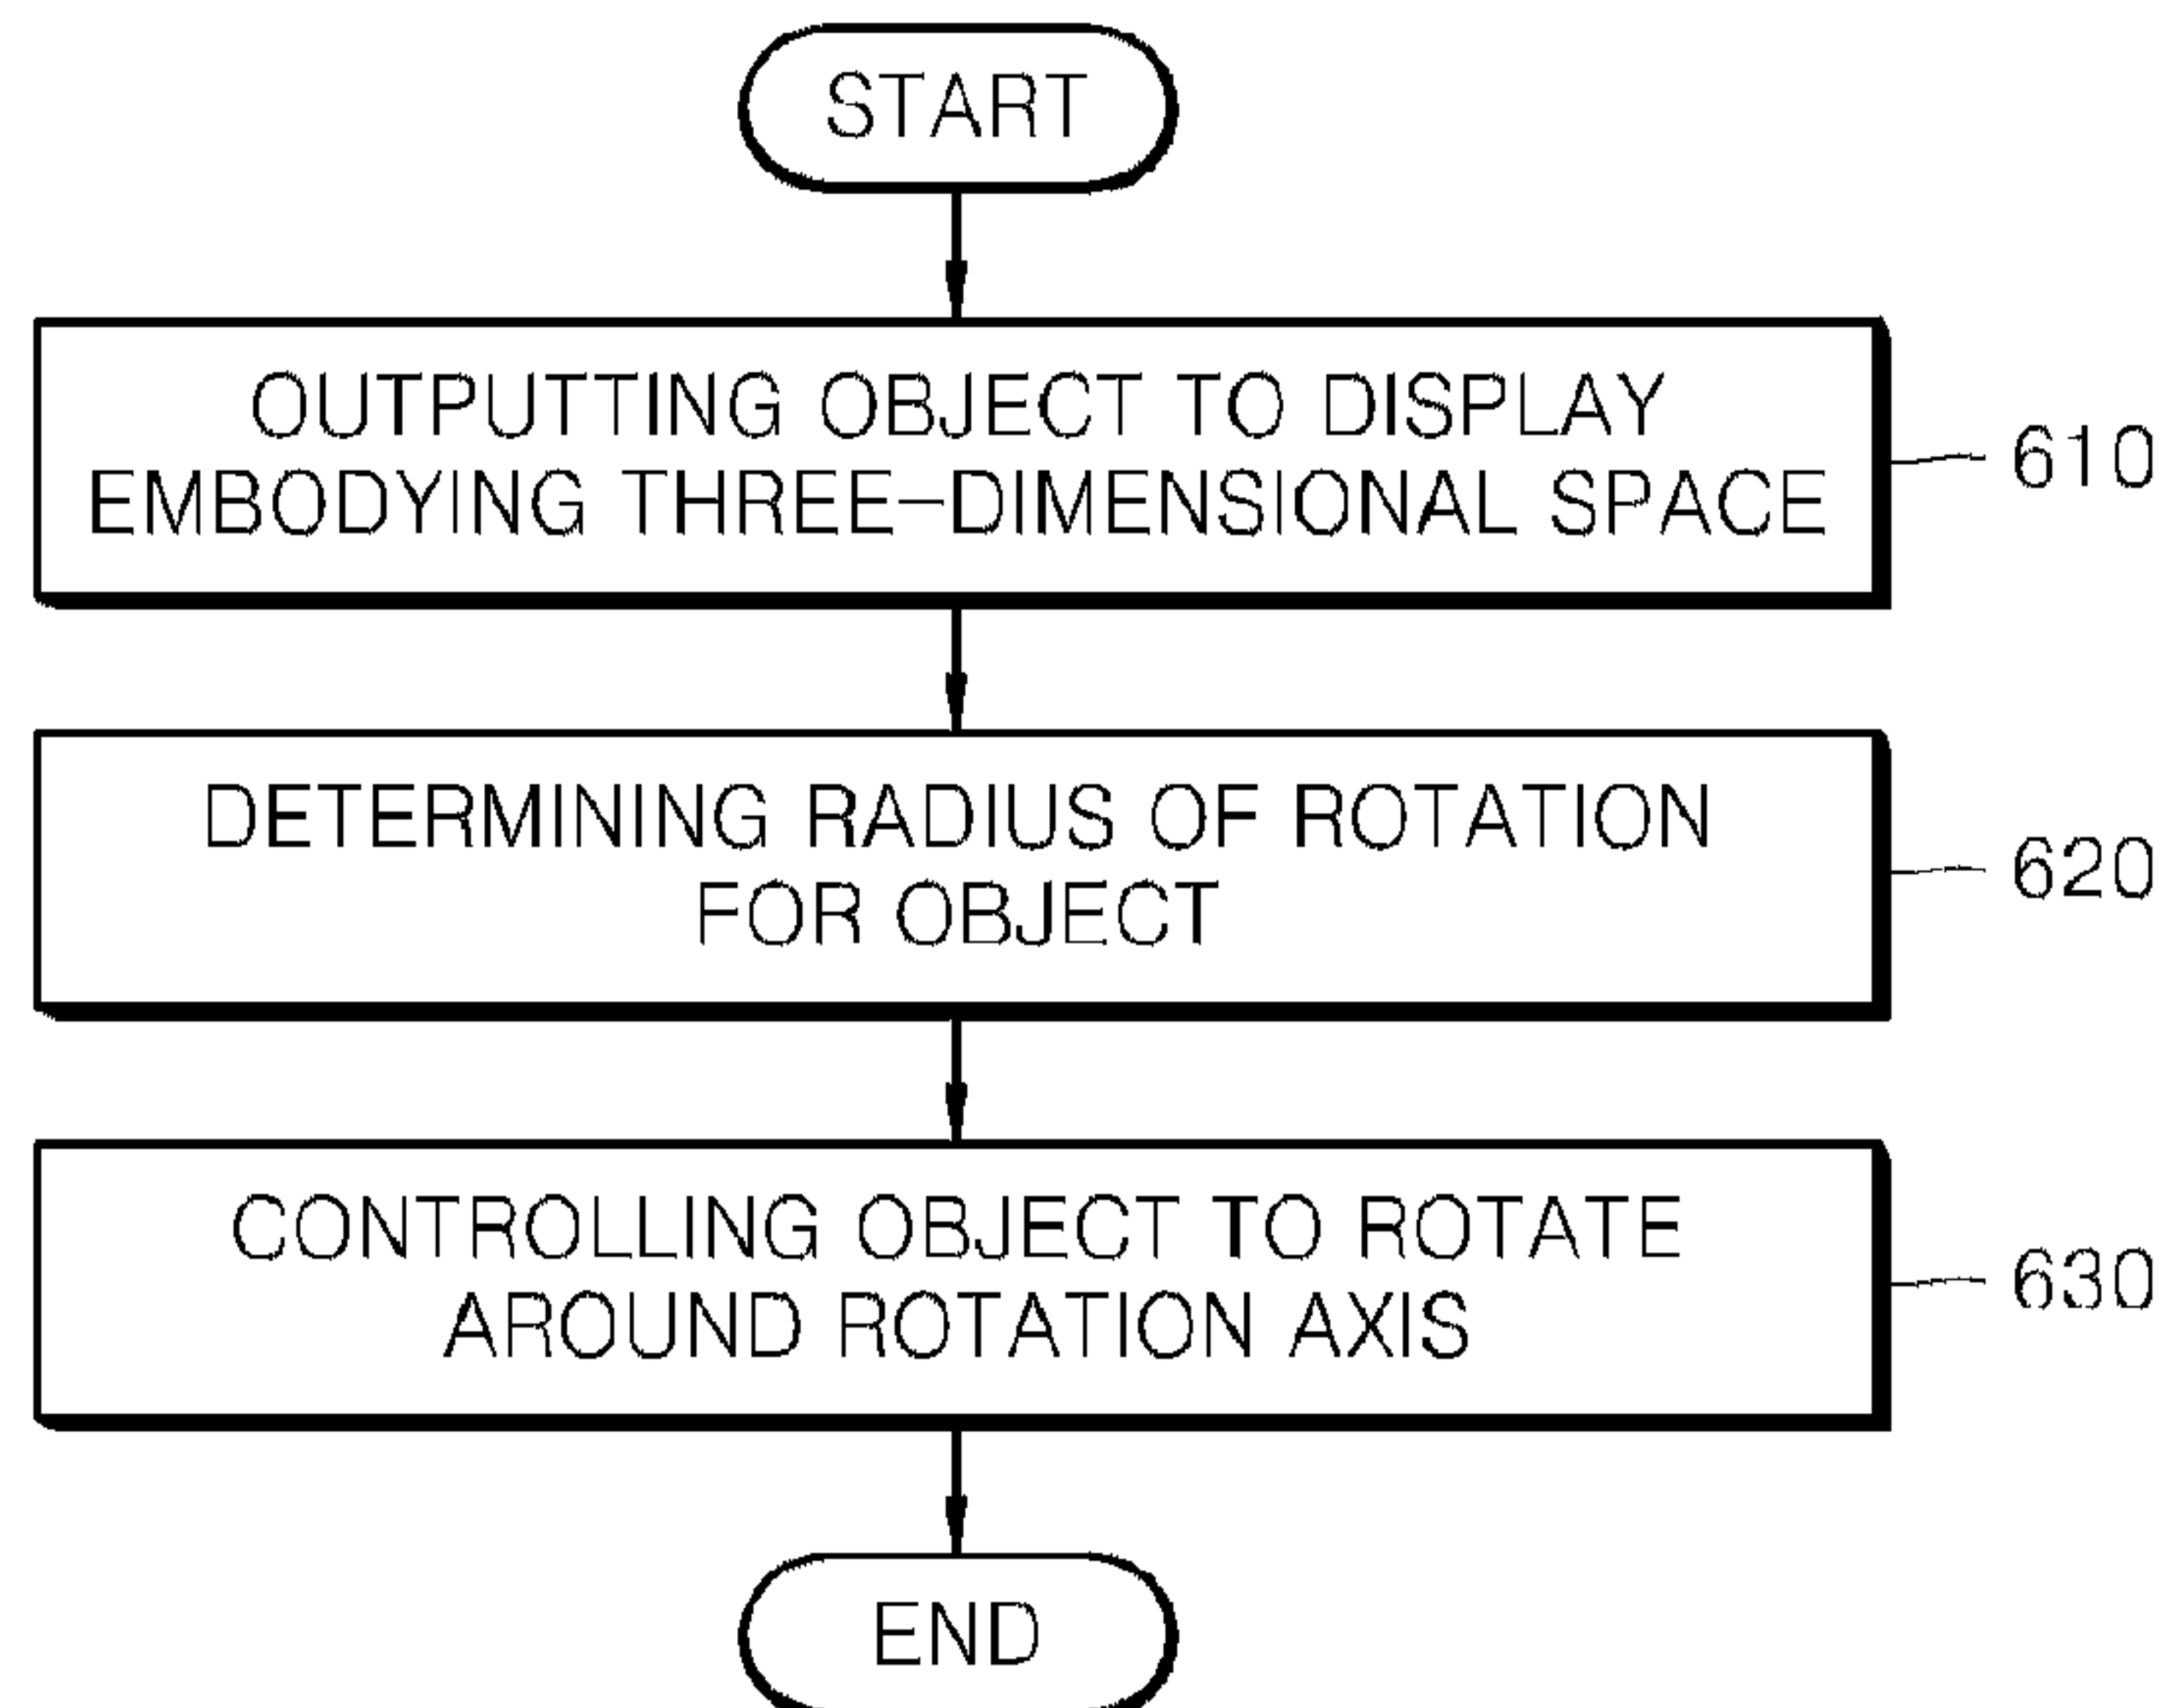 START
OUTPUTTING OBJECT TO DISPLAY
EMBODYING THREE-DIMENSIONAL SPACE
610
DETERMINING RADIUS OF ROTATION
FOR OBJECT
620
CONTROLLING OBJECT TO ROTATE
AROUND ROTATION AXIS
630
END